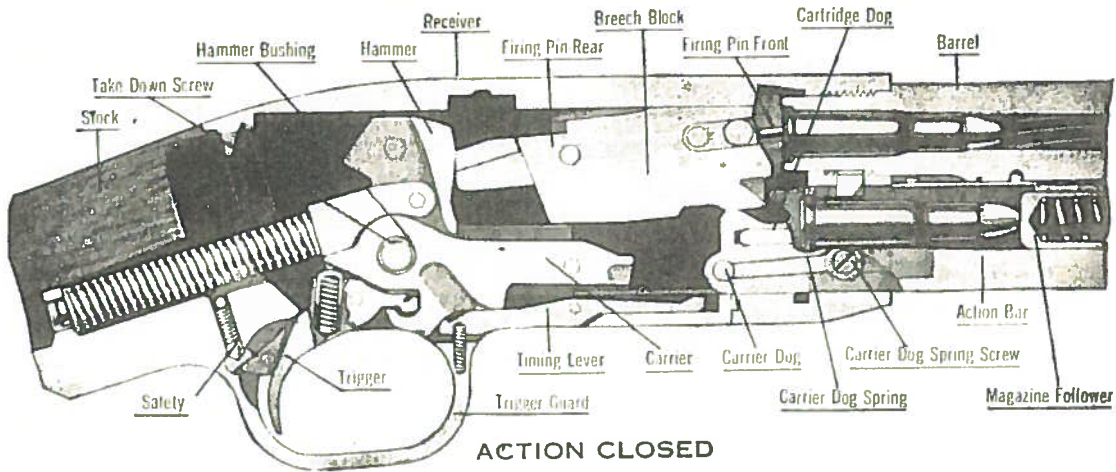 Receiver
Breech Block
Cartridge Dog
Hammer Bushing
Hammer
Firing Pin Rear
Firing Pin Front
Barrel
Take Down Screw
Stock
Action Bar
Timing Lever
Carrier
Carrier Dog
Carrier Dog Spring Screw
Safety
Trigger
Trigger Guard
Carrier Dog Spring
Magazine Follower
ACTION CLOSED